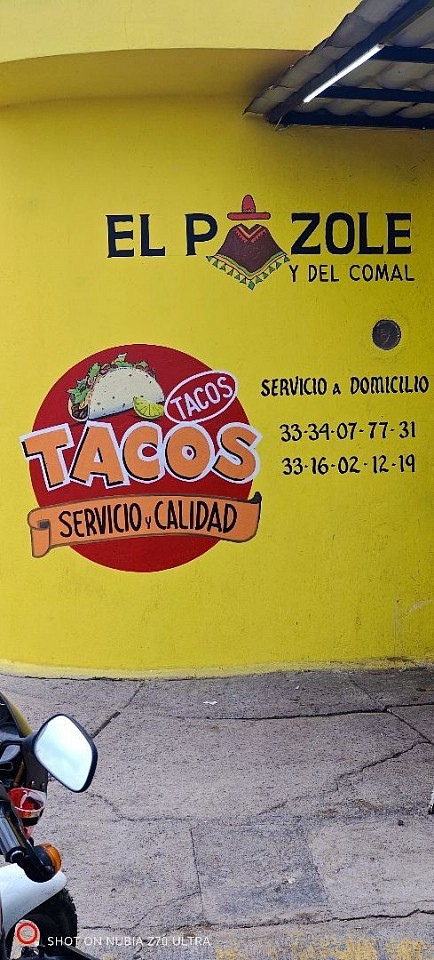 EL POZOLE
Y DEL COMAL
TACOS
TACOS
SERVICIO Y CALIDAD
SERVICIO A DOMICILIO
33-34-07-77-31
33-16-02-12-19
SHOT ON NUBIA Z70 ULTRA